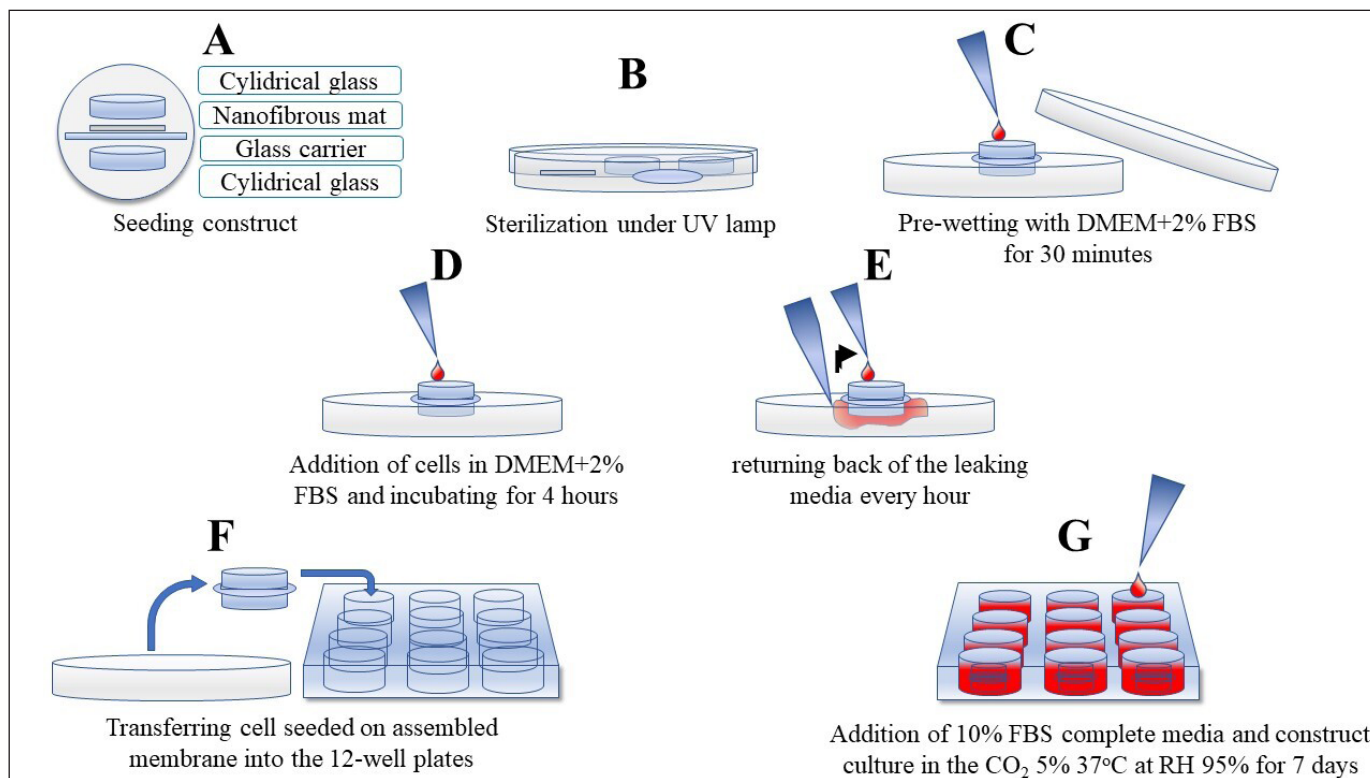 A
Cylidrical glass
Nanofibrous mat
Glass carrier
Cylidrical glass
Seeding construct
B
Sterilization under UV lamp
C
Pre-wetting with DMEM+2% FBS
for 30 minutes
D
Addition of cells in DMEM+2%
FBS and incubating for 4 hours
E
returning back of the leaking
media every hour
F
Transferring cell seeded on assembled
membrane into the 12-well plates
G
Addition of 10% FBS complete media and construct
culture in the CO₂ 5% 37°C at RH 95% for 7 days